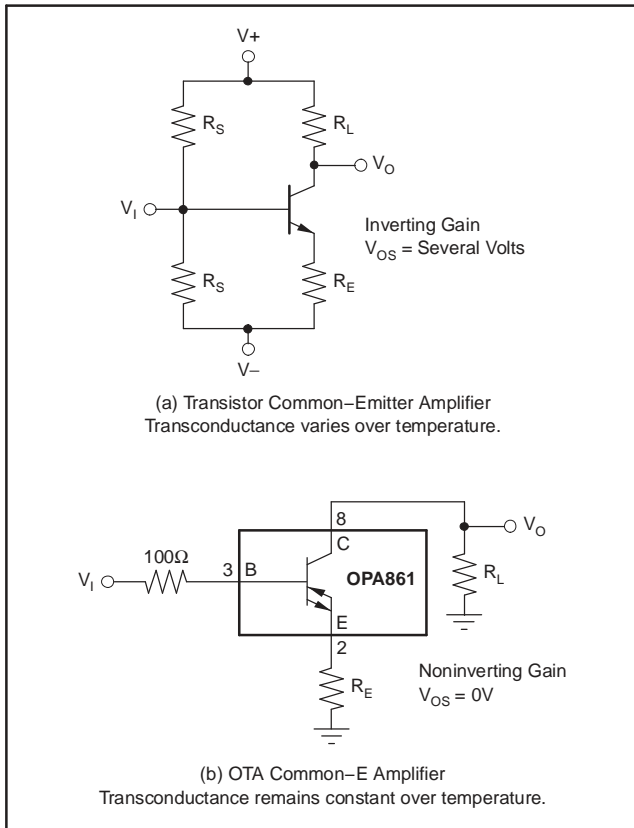 V+
R_S
R_L
V_O
V_I
Inverting Gain
V_OS = Several Volts
R_S
R_E
V−
(a) Transistor Common−Emitter Amplifier
Transconductance varies over temperature.
8
V_O
C
100Ω
V_I
3
B
OPA861
R_L
E
2
Noninverting Gain
R_E
V_OS = 0V
(b) OTA Common−E Amplifier
Transconductance remains constant over temperature.